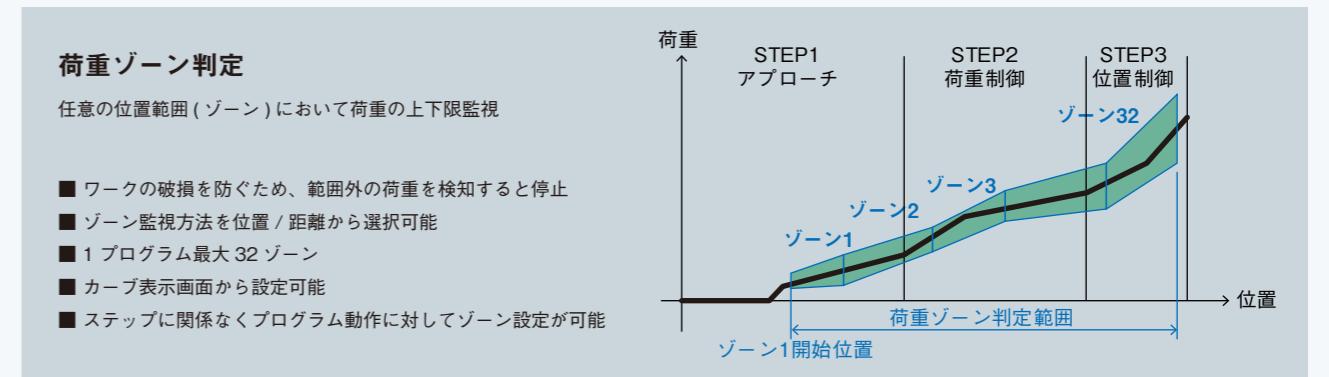 荷重ゾーン判定
任意の位置範囲 ( ゾーン ) において荷重の上下限監視
■ ワークの破損を防ぐため、範囲外の荷重を検知すると停止
■ ゾーン監視方法を位置 / 距離から選択可能
■ 1 プログラム最大 32 ゾーン
■ カーブ表示画面から設定可能
■ ステップに関係なくプログラム動作に対してゾーン設定が可能
荷重
STEP1
アプローチ
STEP2
荷重制御
STEP3
位置制御
ゾーン32
ゾーン3
ゾーン2
ゾーン1
位置
荷重ゾーン判定範囲
ゾーン1開始位置